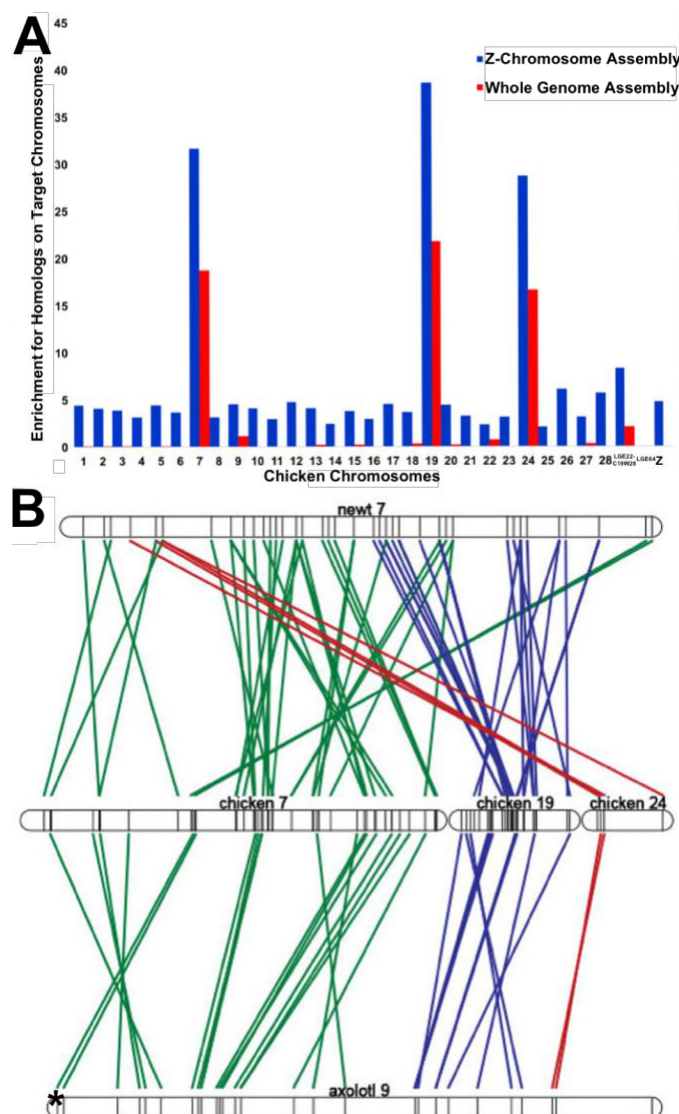 A
Enrichment for Homologs on Target Chromosomes
45
40
35
30
25
20
15
10
5
0
Z-Chromosome Assembly
Whole Genome Assembly
1 2 3 4 5 6 7 8 9 10 11 12 13 14 15 16 17 18 19 20 21 22 23 24 25 26 27 28 LGE22-C19W28 LGE64 Z
Chicken Chromosomes
B
newt 7
chicken 7 chicken 19 chicken 24
axolotl 9
*